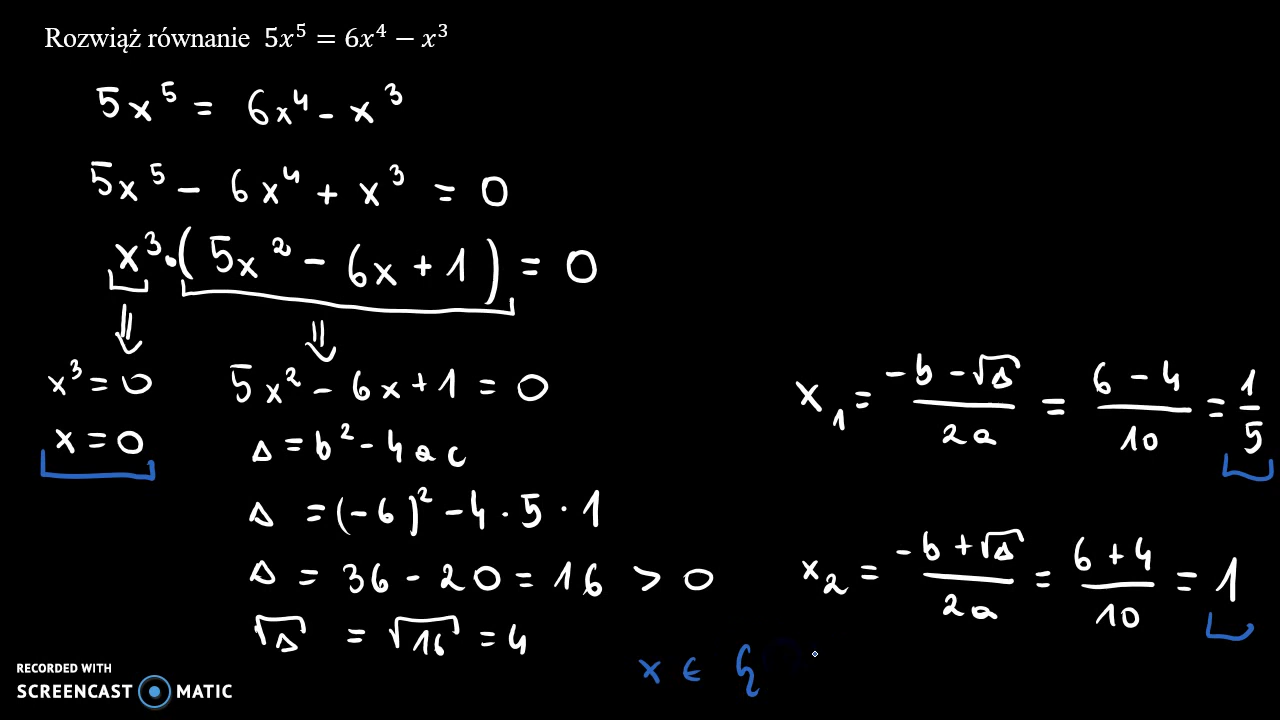 Rozwiąż równanie 5x⁵ = 6x⁴ − x³
5x⁵ = 6x⁴ - x³
5x⁵ - 6x⁴ + x³ = 0
x³·(5x² - 6x + 1) = 0
⇓ ⇓
x³ = 0
x = 0
5x² - 6x + 1 = 0
Δ = b² - 4ac
Δ = (-6)² - 4 · 5 · 1
Δ = 36 - 20 = 16 > 0
√Δ = √16 = 4
x₁ = (-b - √Δ)/(2a) = (6 - 4)/10 = 1/5
x₂ = (-b + √Δ)/(2a) = (6 + 4)/10 = 1
x ∈ {
RECORDED WITH
SCREENCAST MATIC